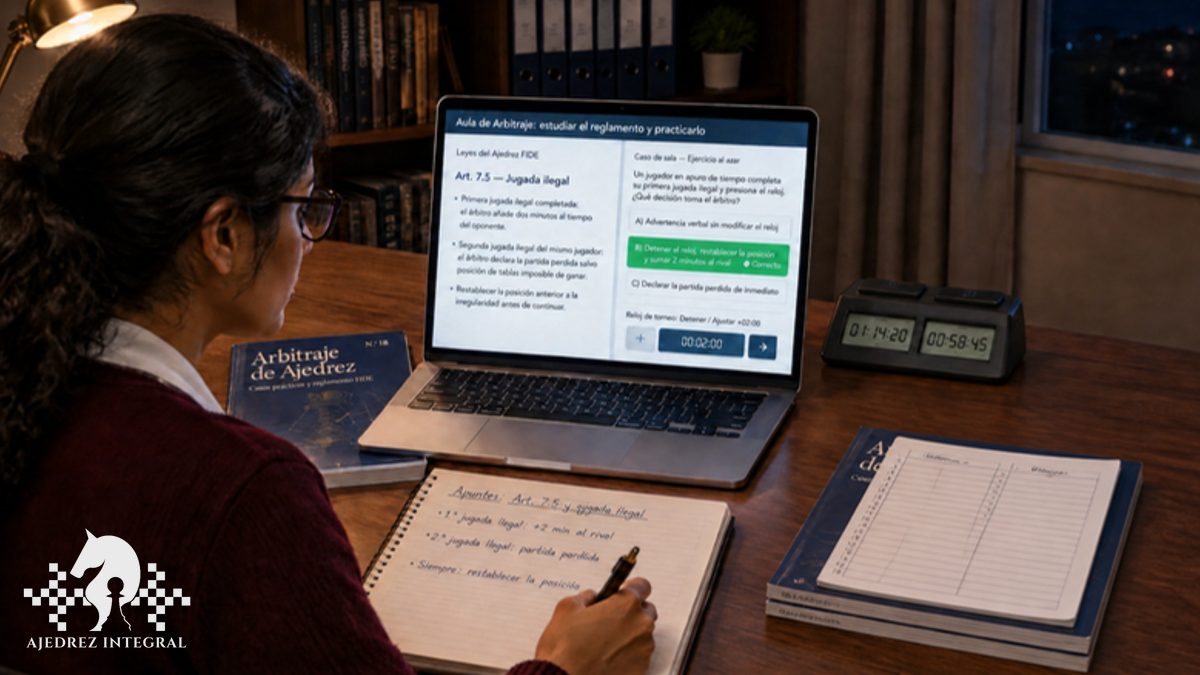 Aula de Arbitraje: estudiar el reglamento y practicarlo
Leyes del Ajedrez FIDE
Art. 7.5 — Jugada ilegal
• Primera jugada ilegal completada:
el árbitro añade dos minutos al tiempo
del oponente.
• Segunda jugada ilegal del mismo jugador:
el árbitro declara la partida perdida salvo
posición de tablas imposible de ganar.
• Restablecer la posición anterior a la
irregularidad antes de continuar.
Caso de sala — Ejercicio al azar
Un jugador en apuro de tiempo completa
su primera jugada ilegal y presiona el reloj.
¿Qué decisión toma el árbitro?
A) Advertencia verbal sin modificar el reloj
B) Detener el reloj, restablecer la posición
y sumar 2 minutos al rival
Correcto
C) Declarar la partida perdida de inmediato
Reloj de torneo: Detener / Ajustar +02:00
+ 00:02:00 →
01:14:20 00:58:45
Arbitraje
de Ajedrez
N.º 18
Casos prácticos y reglamento FIDE
Apuntes: Art. 7.5 y jugada ilegal
• 1ª jugada ilegal: +2 min al rival
• 2ª jugada ilegal: partida perdida
• Siempre: restablecer la posición
AJEDREZ INTEGRAL